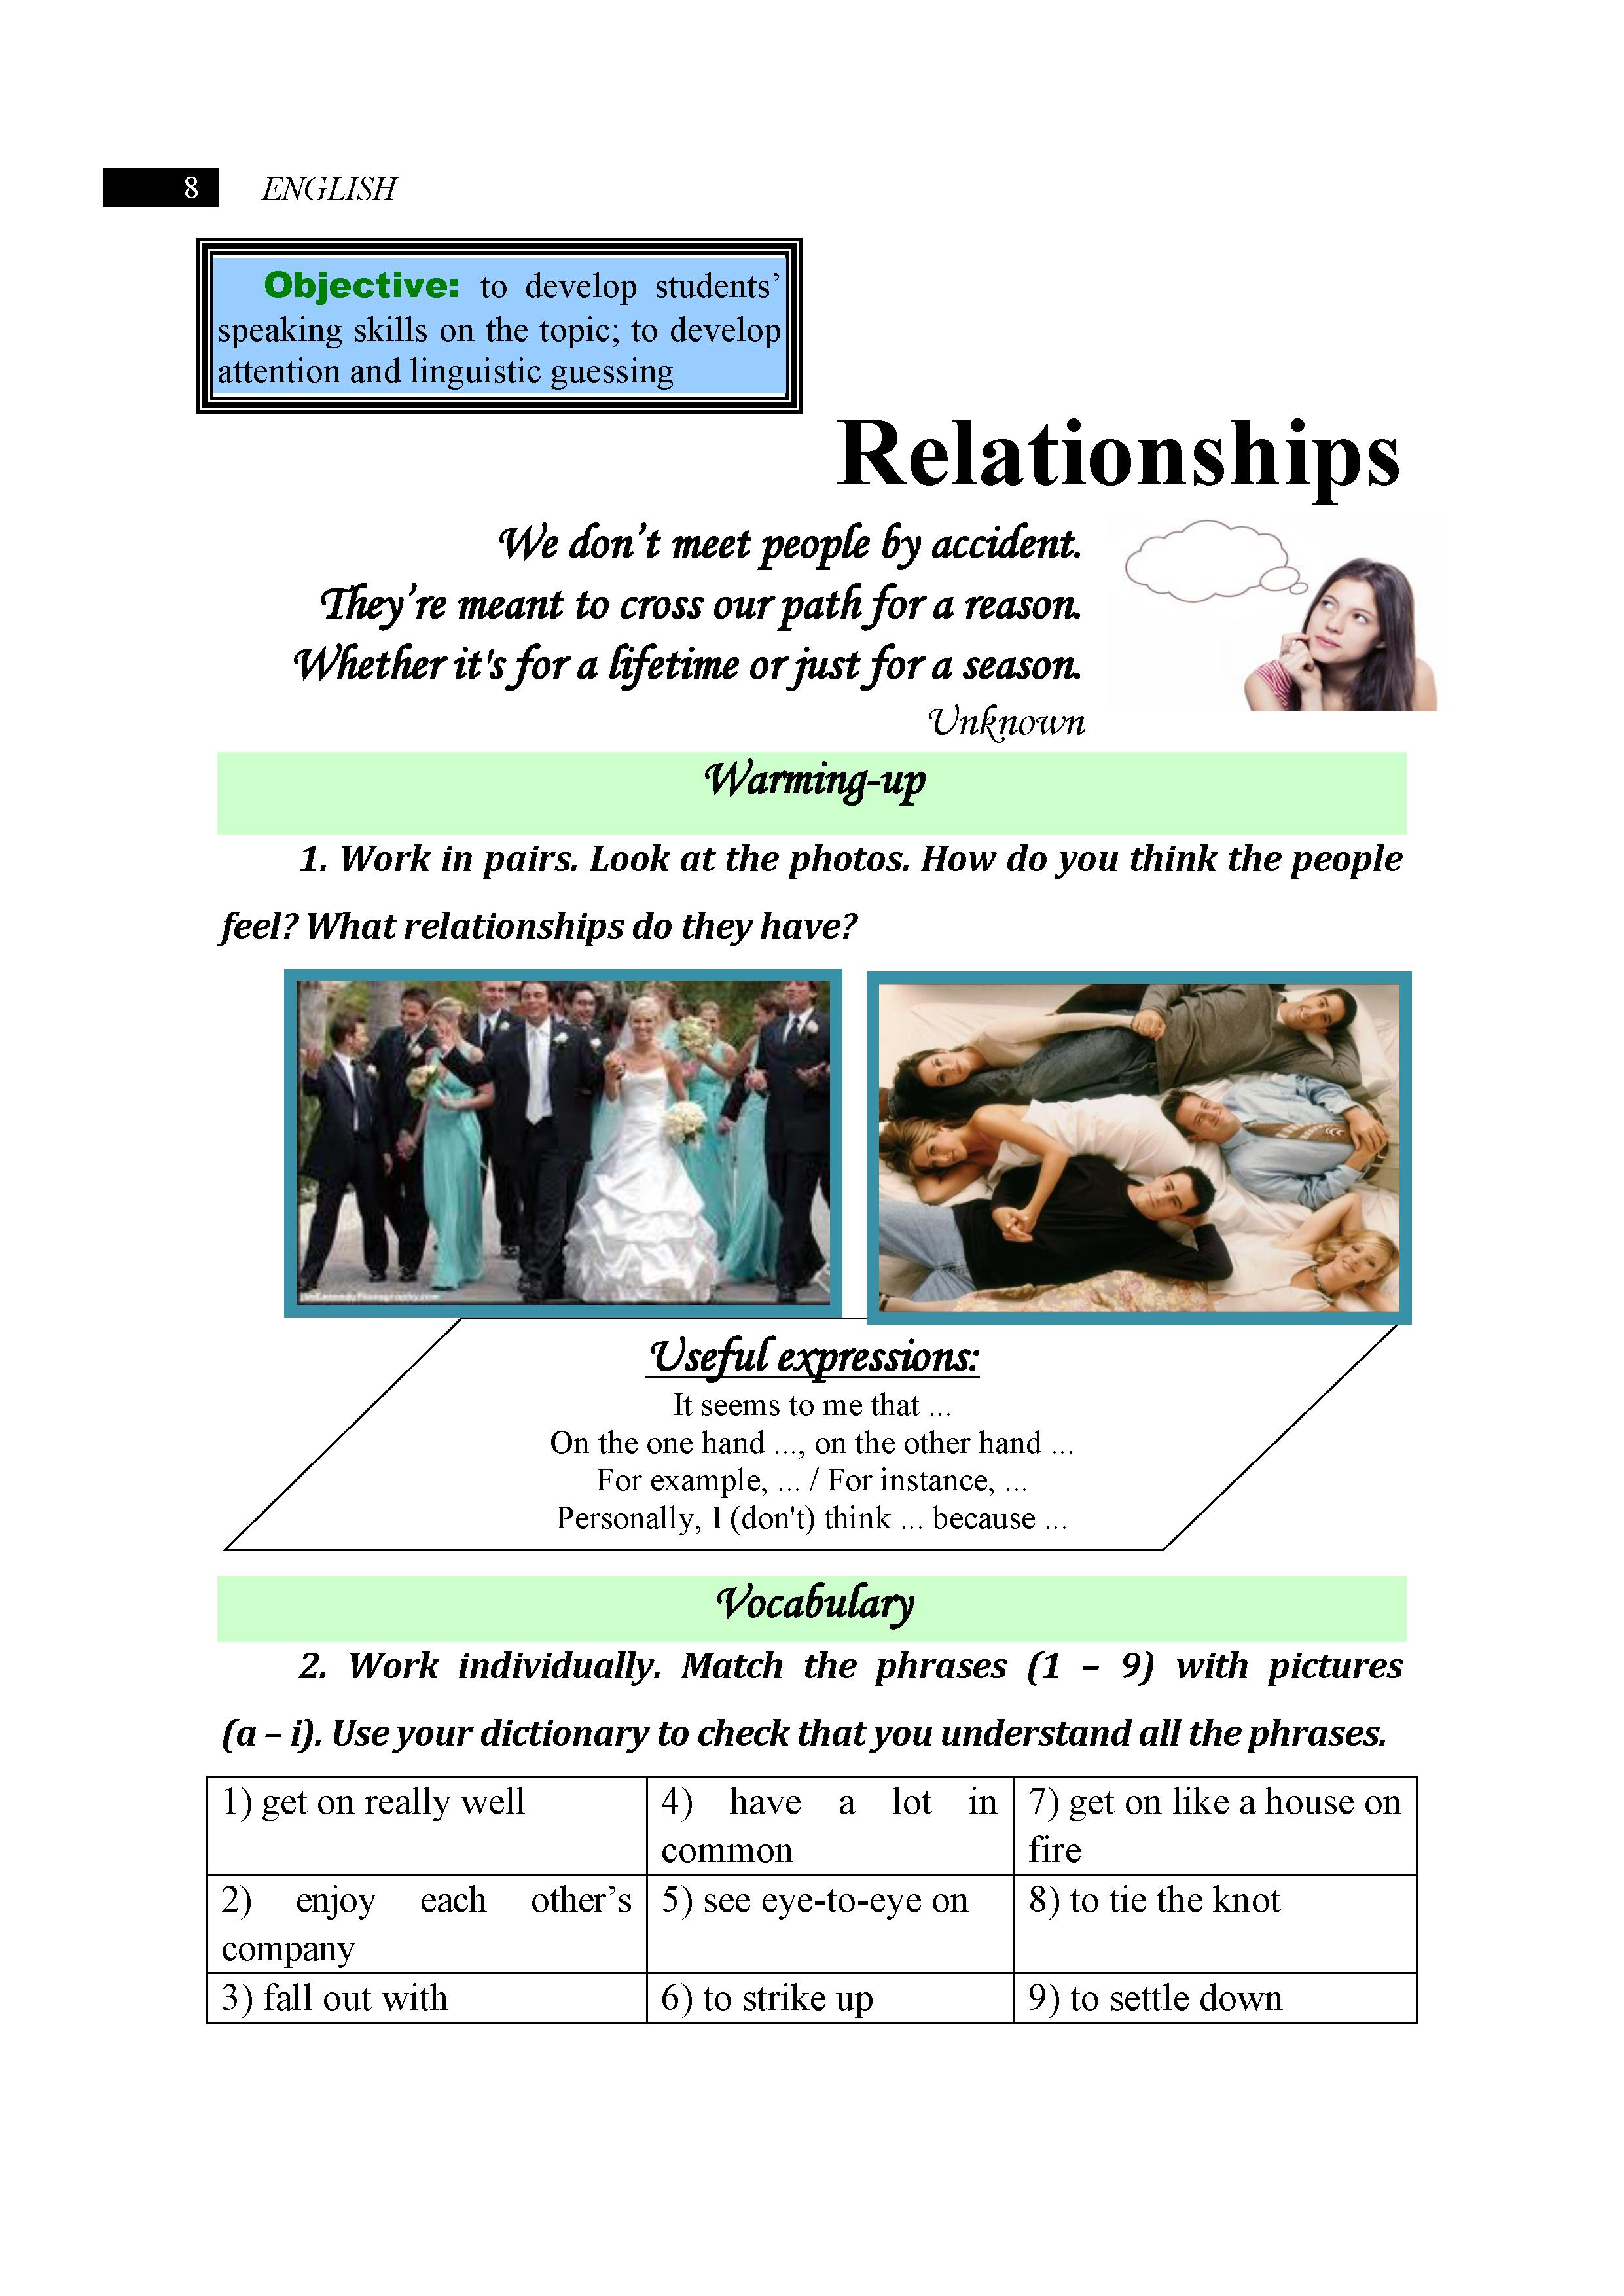 8 ENGLISH
Objective: to develop students’
speaking skills on the topic; to develop
attention and linguistic guessing
Relationships
We don’t meet people by accident.
They’re meant to cross our path for a reason.
Whether it's for a lifetime or just for a season.
Unknown
Warming-up
1. Work in pairs. Look at the photos. How do you think the people
feel? What relationships do they have?
Useful expressions:
It seems to me that ...
On the one hand ..., on the other hand ...
For example, ... / For instance, ...
Personally, I (don't) think ... because ...
Vocabulary
2. Work individually. Match the phrases (1 – 9) with pictures
(a – i). Use your dictionary to check that you understand all the phrases.
1) get on really well
4) have a lot in
common
7) get on like a house on
fire
2) enjoy each other’s
company
5) see eye-to-eye on
8) to tie the knot
3) fall out with
6) to strike up
9) to settle down